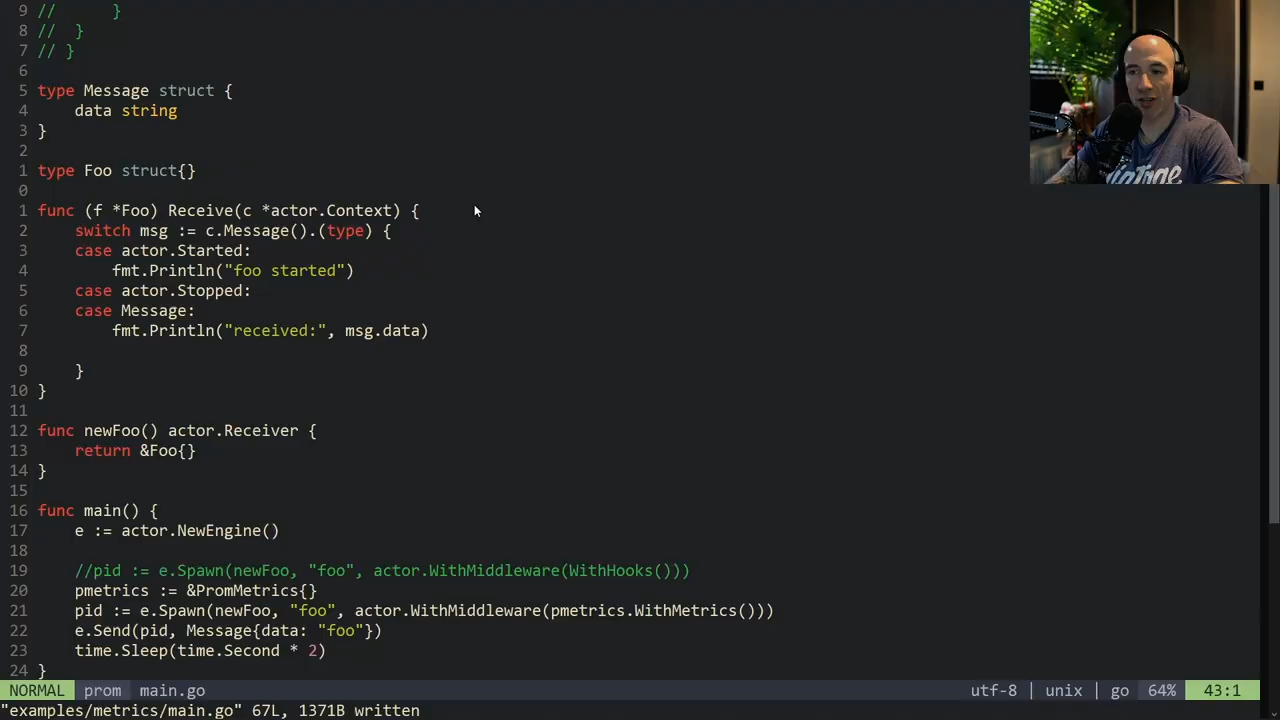 9 //      }
8 //  }
7 // }
6
5 type Message struct {
4     data string
3 }
2
1 type Foo struct{}
0
1 func (f *Foo) Receive(c *actor.Context) {
2     switch msg := c.Message().(type) {
3     case actor.Started:
4         fmt.Println("foo started")
5     case actor.Stopped:
6     case Message:
7         fmt.Println("received:", msg.data)
8
9     }
10 }
11
12 func newFoo() actor.Receiver {
13     return &Foo{}
14 }
15
16 func main() {
17     e := actor.NewEngine()
18
19     //pid := e.Spawn(newFoo, "foo", actor.WithMiddleware(WithHooks()))
20     pmetrics := &PromMetrics{}
21     pid := e.Spawn(newFoo, "foo", actor.WithMiddleware(pmetrics.WithMetrics()))
22     e.Send(pid, Message{data: "foo"})
23     time.Sleep(time.Second * 2)
24 }
NORMAL prom main.go utf-8 | unix | go 64% 43:1
"examples/metrics/main.go" 67L, 1371B written